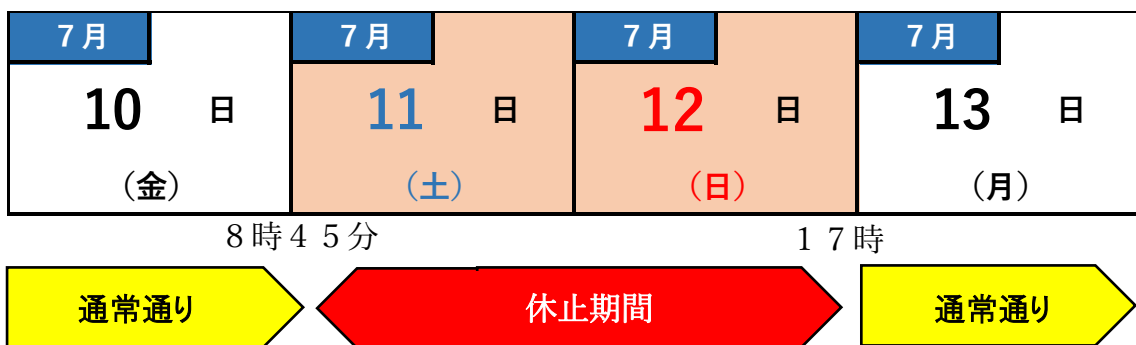 7月 7月 7月 7月
10 日 11 日 12 日 13 日
(金) (土) (日) (月)
8時45分 17時
通常通り 休止期間 通常通り